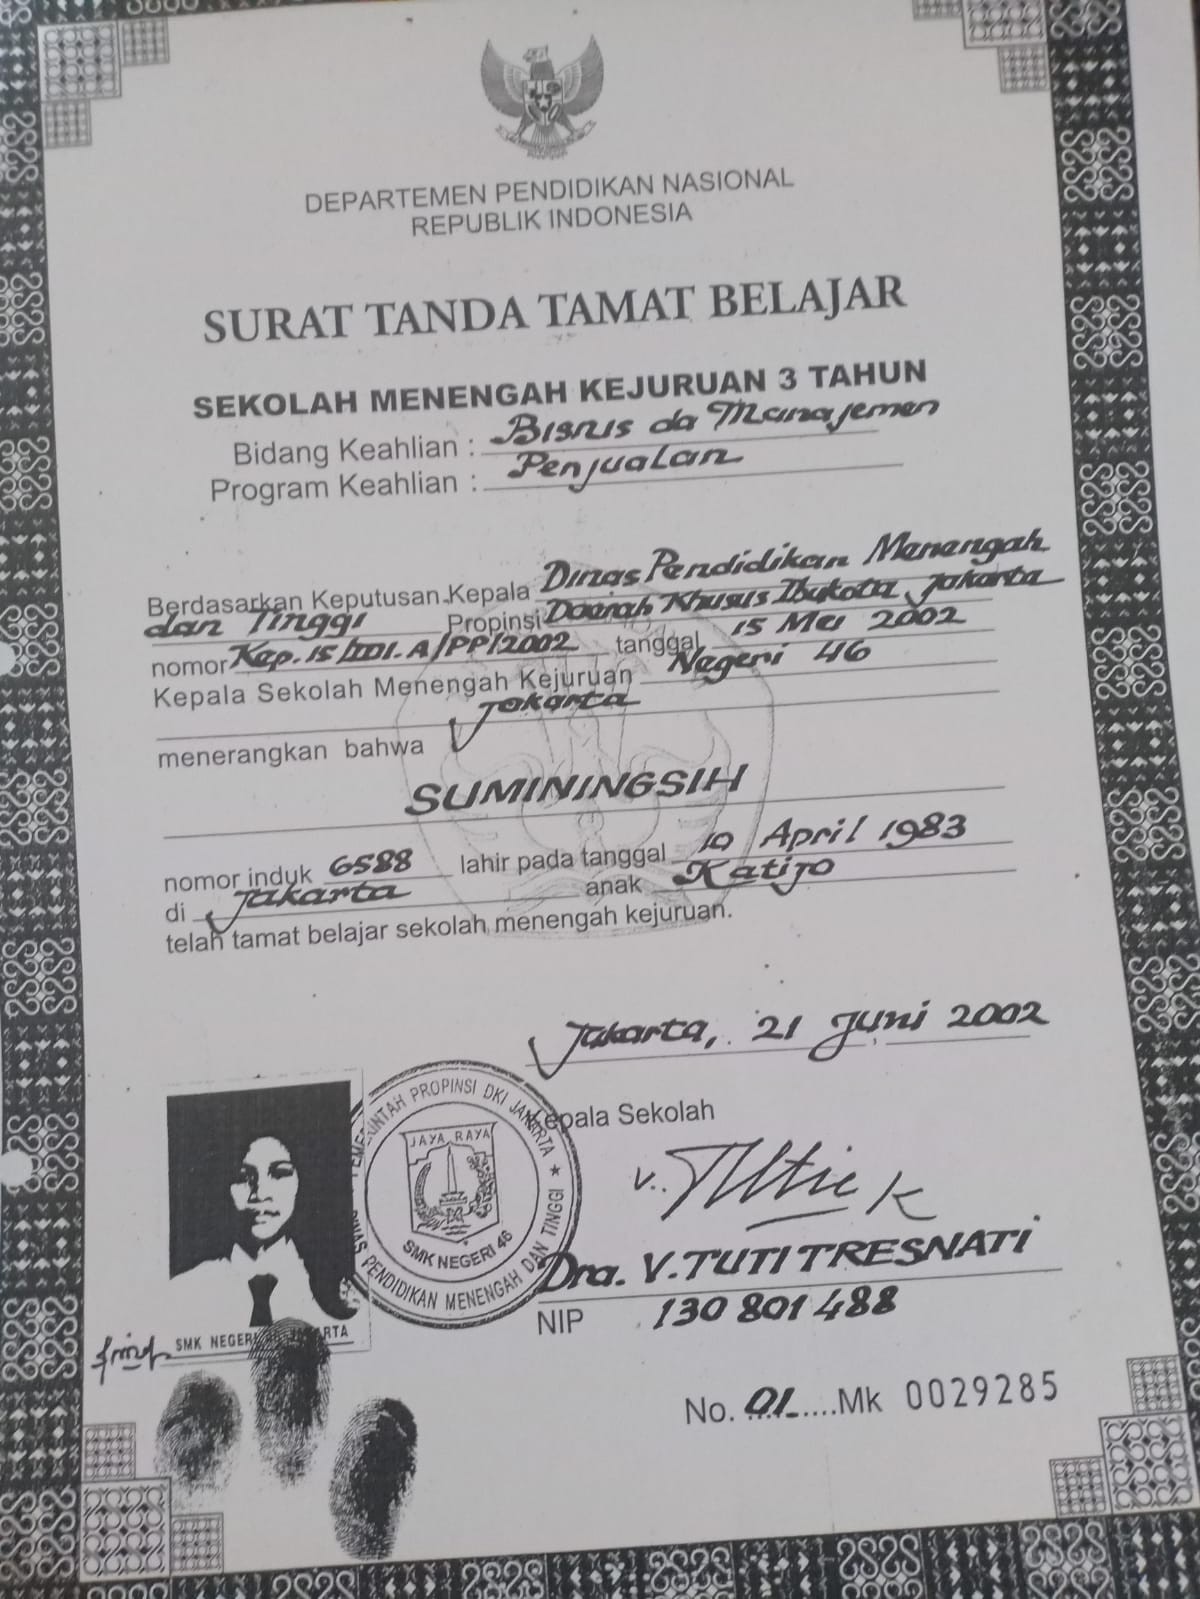 DEPARTEMEN PENDIDIKAN NASIONAL
REPUBLIK INDONESIA
SURAT TANDA TAMAT BELAJAR
SEKOLAH MENENGAH KEJURUAN 3 TAHUN
Bidang Keahlian : Bisnis da Manajemen
Program Keahlian : Penjualan
Berdasarkan Keputusan Kepala Dinas Pendidikan Menengah
dan Tinggi Propinsi Daerah Khusus Ibukota Jakarta
nomor tanggal 15 Mei 2002
Kepala Sekolah Menengah Kejuruan Negeri 46
Jakarta
menerangkan bahwa
SUMININGSIH
nomor induk 6588 lahir pada tanggal 10 April 1983
di Jakarta anak Katijo
telah tamat belajar sekolah menengah kejuruan.
Jakarta, 21 Juni 2002
Kepala Sekolah
PEMERINTAH PROPINSI DKI JAKARTA ★
DINAS PENDIDIKAN MENENGAH DAN TINGGI
JAYA RAYA
SMK NEGERI 46
Dra. V. TUTI TRESNATI
NIP 130 801 488
SMK NEGERI JAKARTA
No. 01 ....Mk 0029285